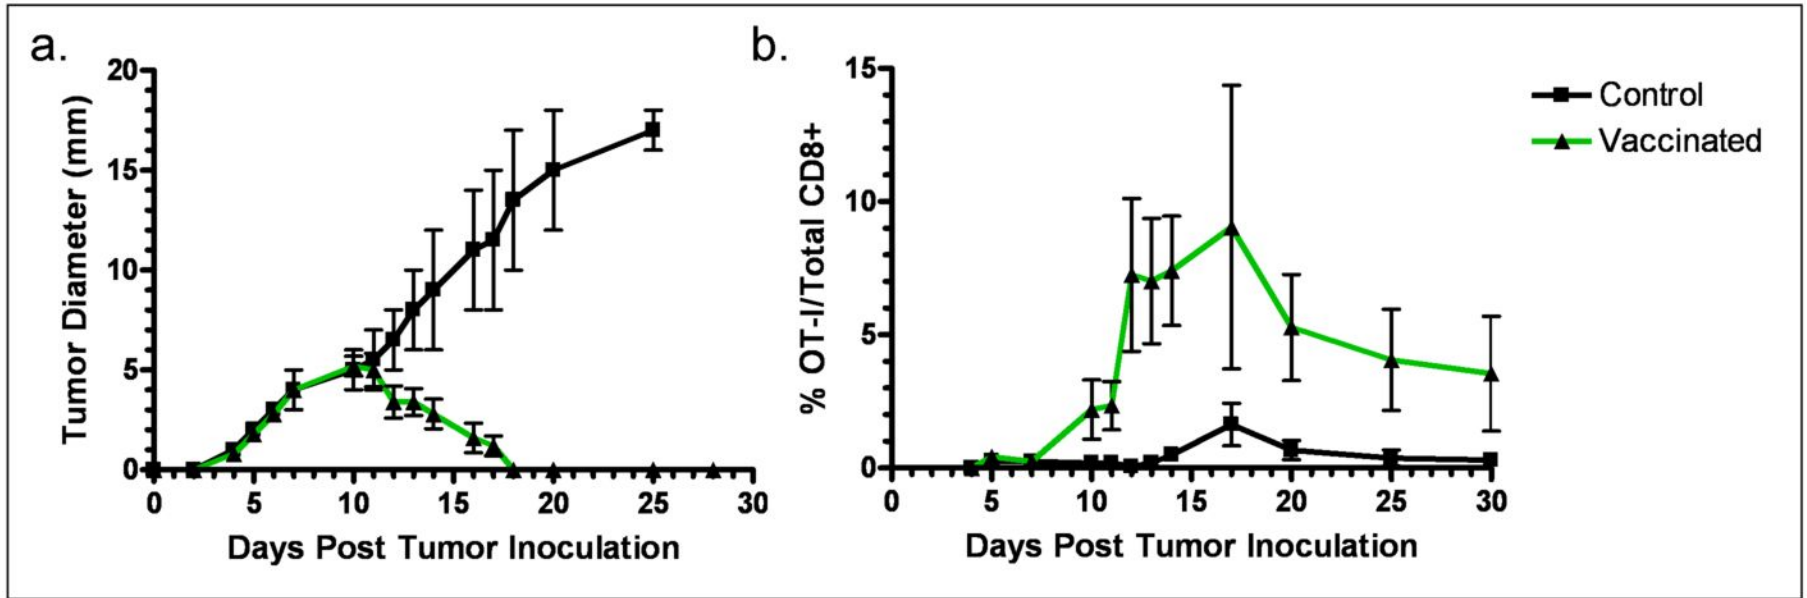 a.
20
15
10
5
0
Tumor Diameter (mm)
0 5 10 15 20 25 30
Days Post Tumor Inoculation
b.
15
10
5
0
% OT-I/Total CD8+
0 5 10 15 20 25 30
Days Post Tumor Inoculation
Control
Vaccinated